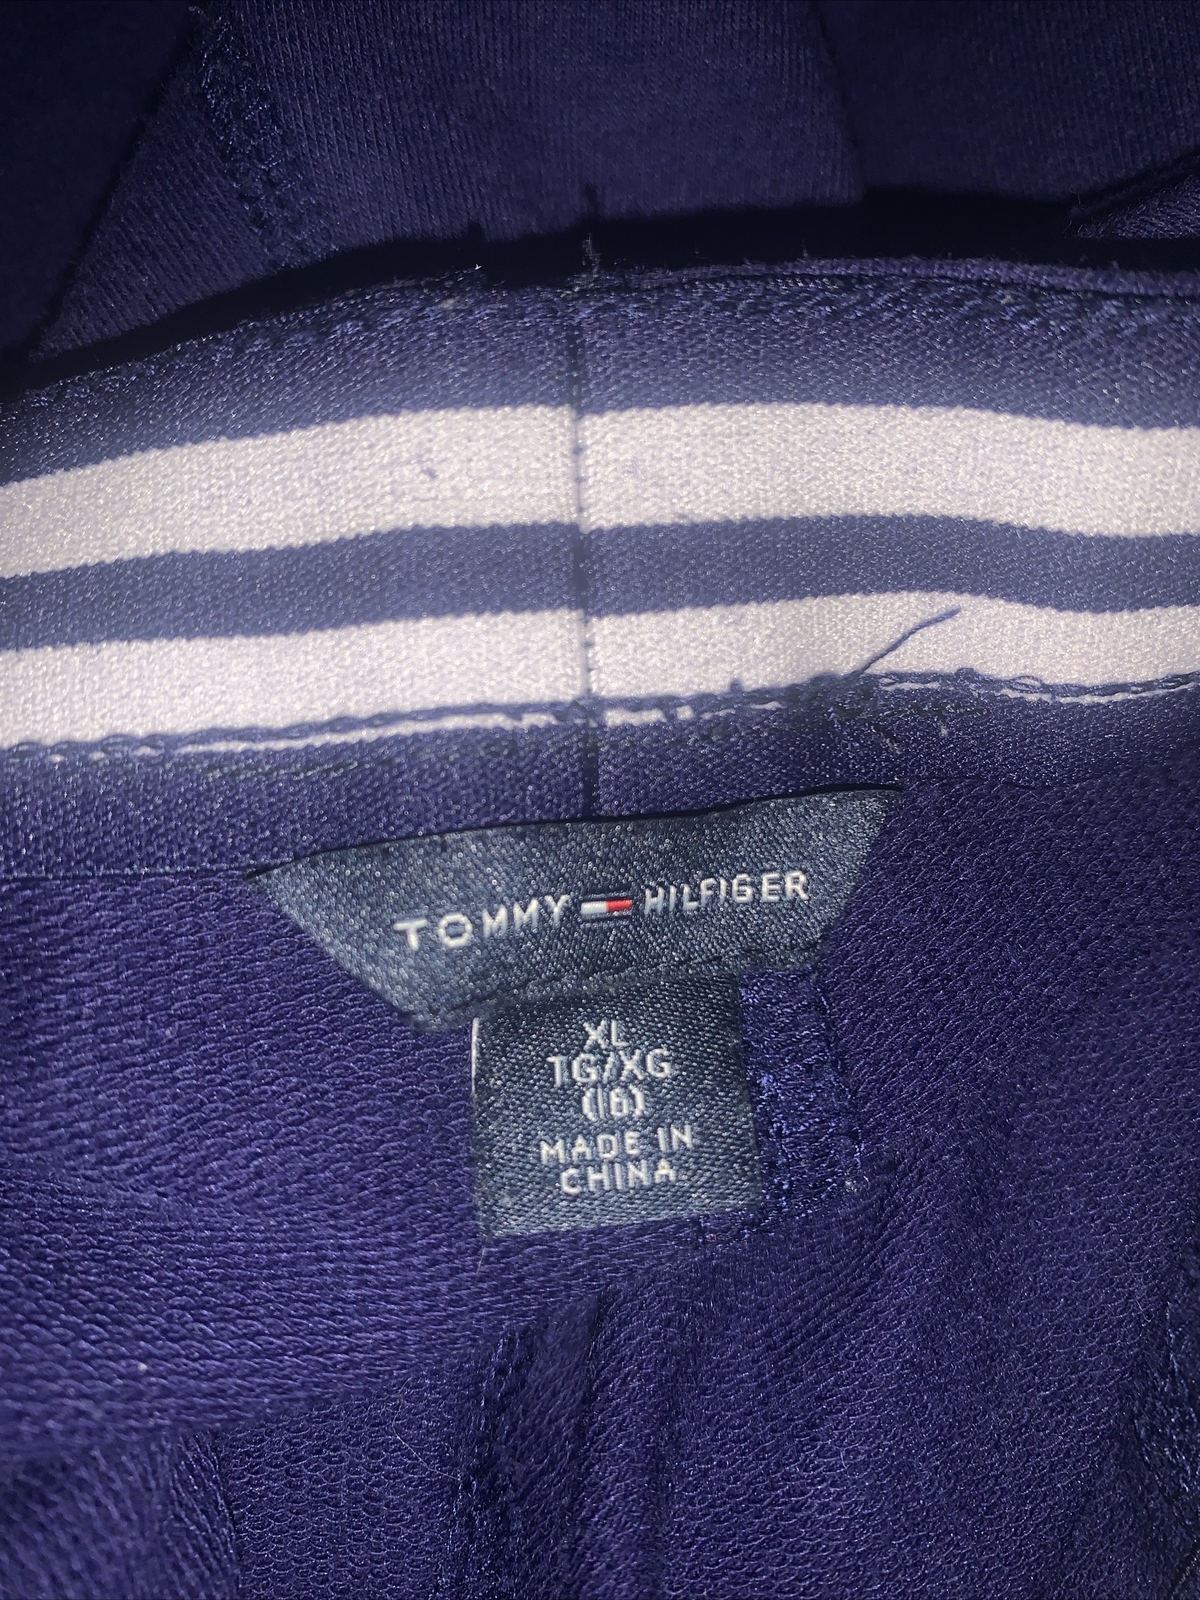 TOMMY HILFIGER
XL
TG/XG
(16)
MADE IN
CHINA